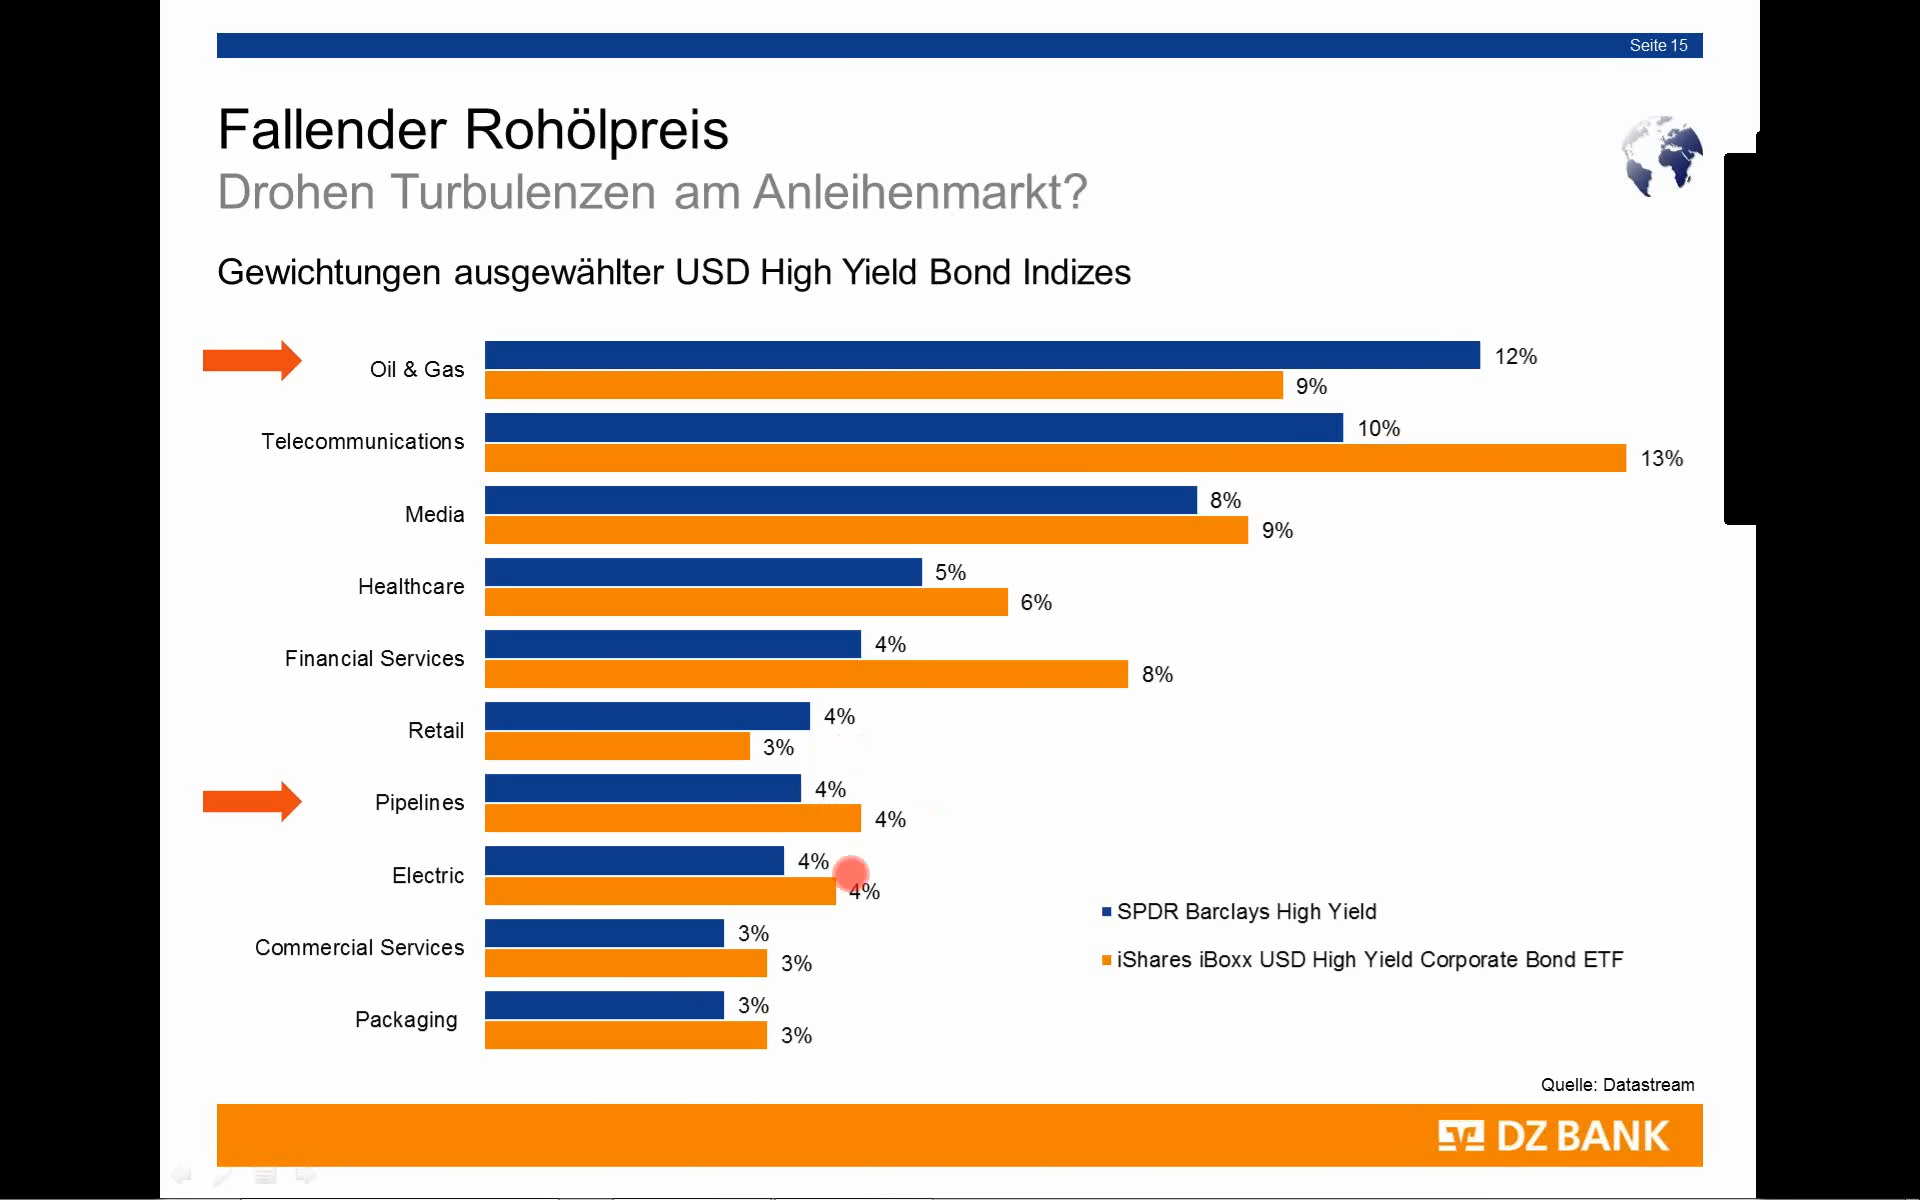 Seite 15
Fallender Rohölpreis
Drohen Turbulenzen am Anleihenmarkt?
Gewichtungen ausgewählter USD High Yield Bond Indizes
Oil & Gas
12%
9%
Telecommunications
10%
13%
Media
8%
9%
Healthcare
5%
6%
Financial Services
4%
8%
Retail
4%
3%
Pipelines
4%
4%
Electric
4%
4%
Commercial Services
3%
3%
Packaging
3%
3%
SPDR Barclays High Yield
iShares iBoxx USD High Yield Corporate Bond ETF
Quelle: Datastream
DZ BANK